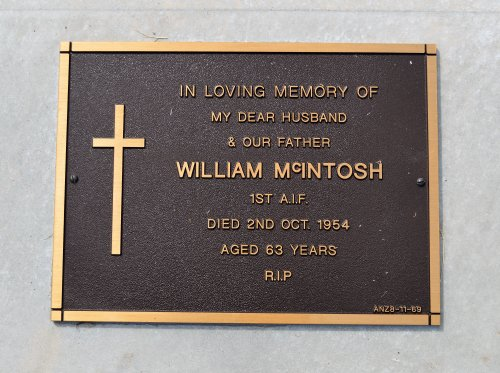 IN LOVING MEMORY OF
MY DEAR HUSBAND
& OUR FATHER
WILLIAM McINTOSH
1ST A.I.F.
DIED 2ND OCT. 1954
AGED 63 YEARS
R.I.P
ANZ8-11-69